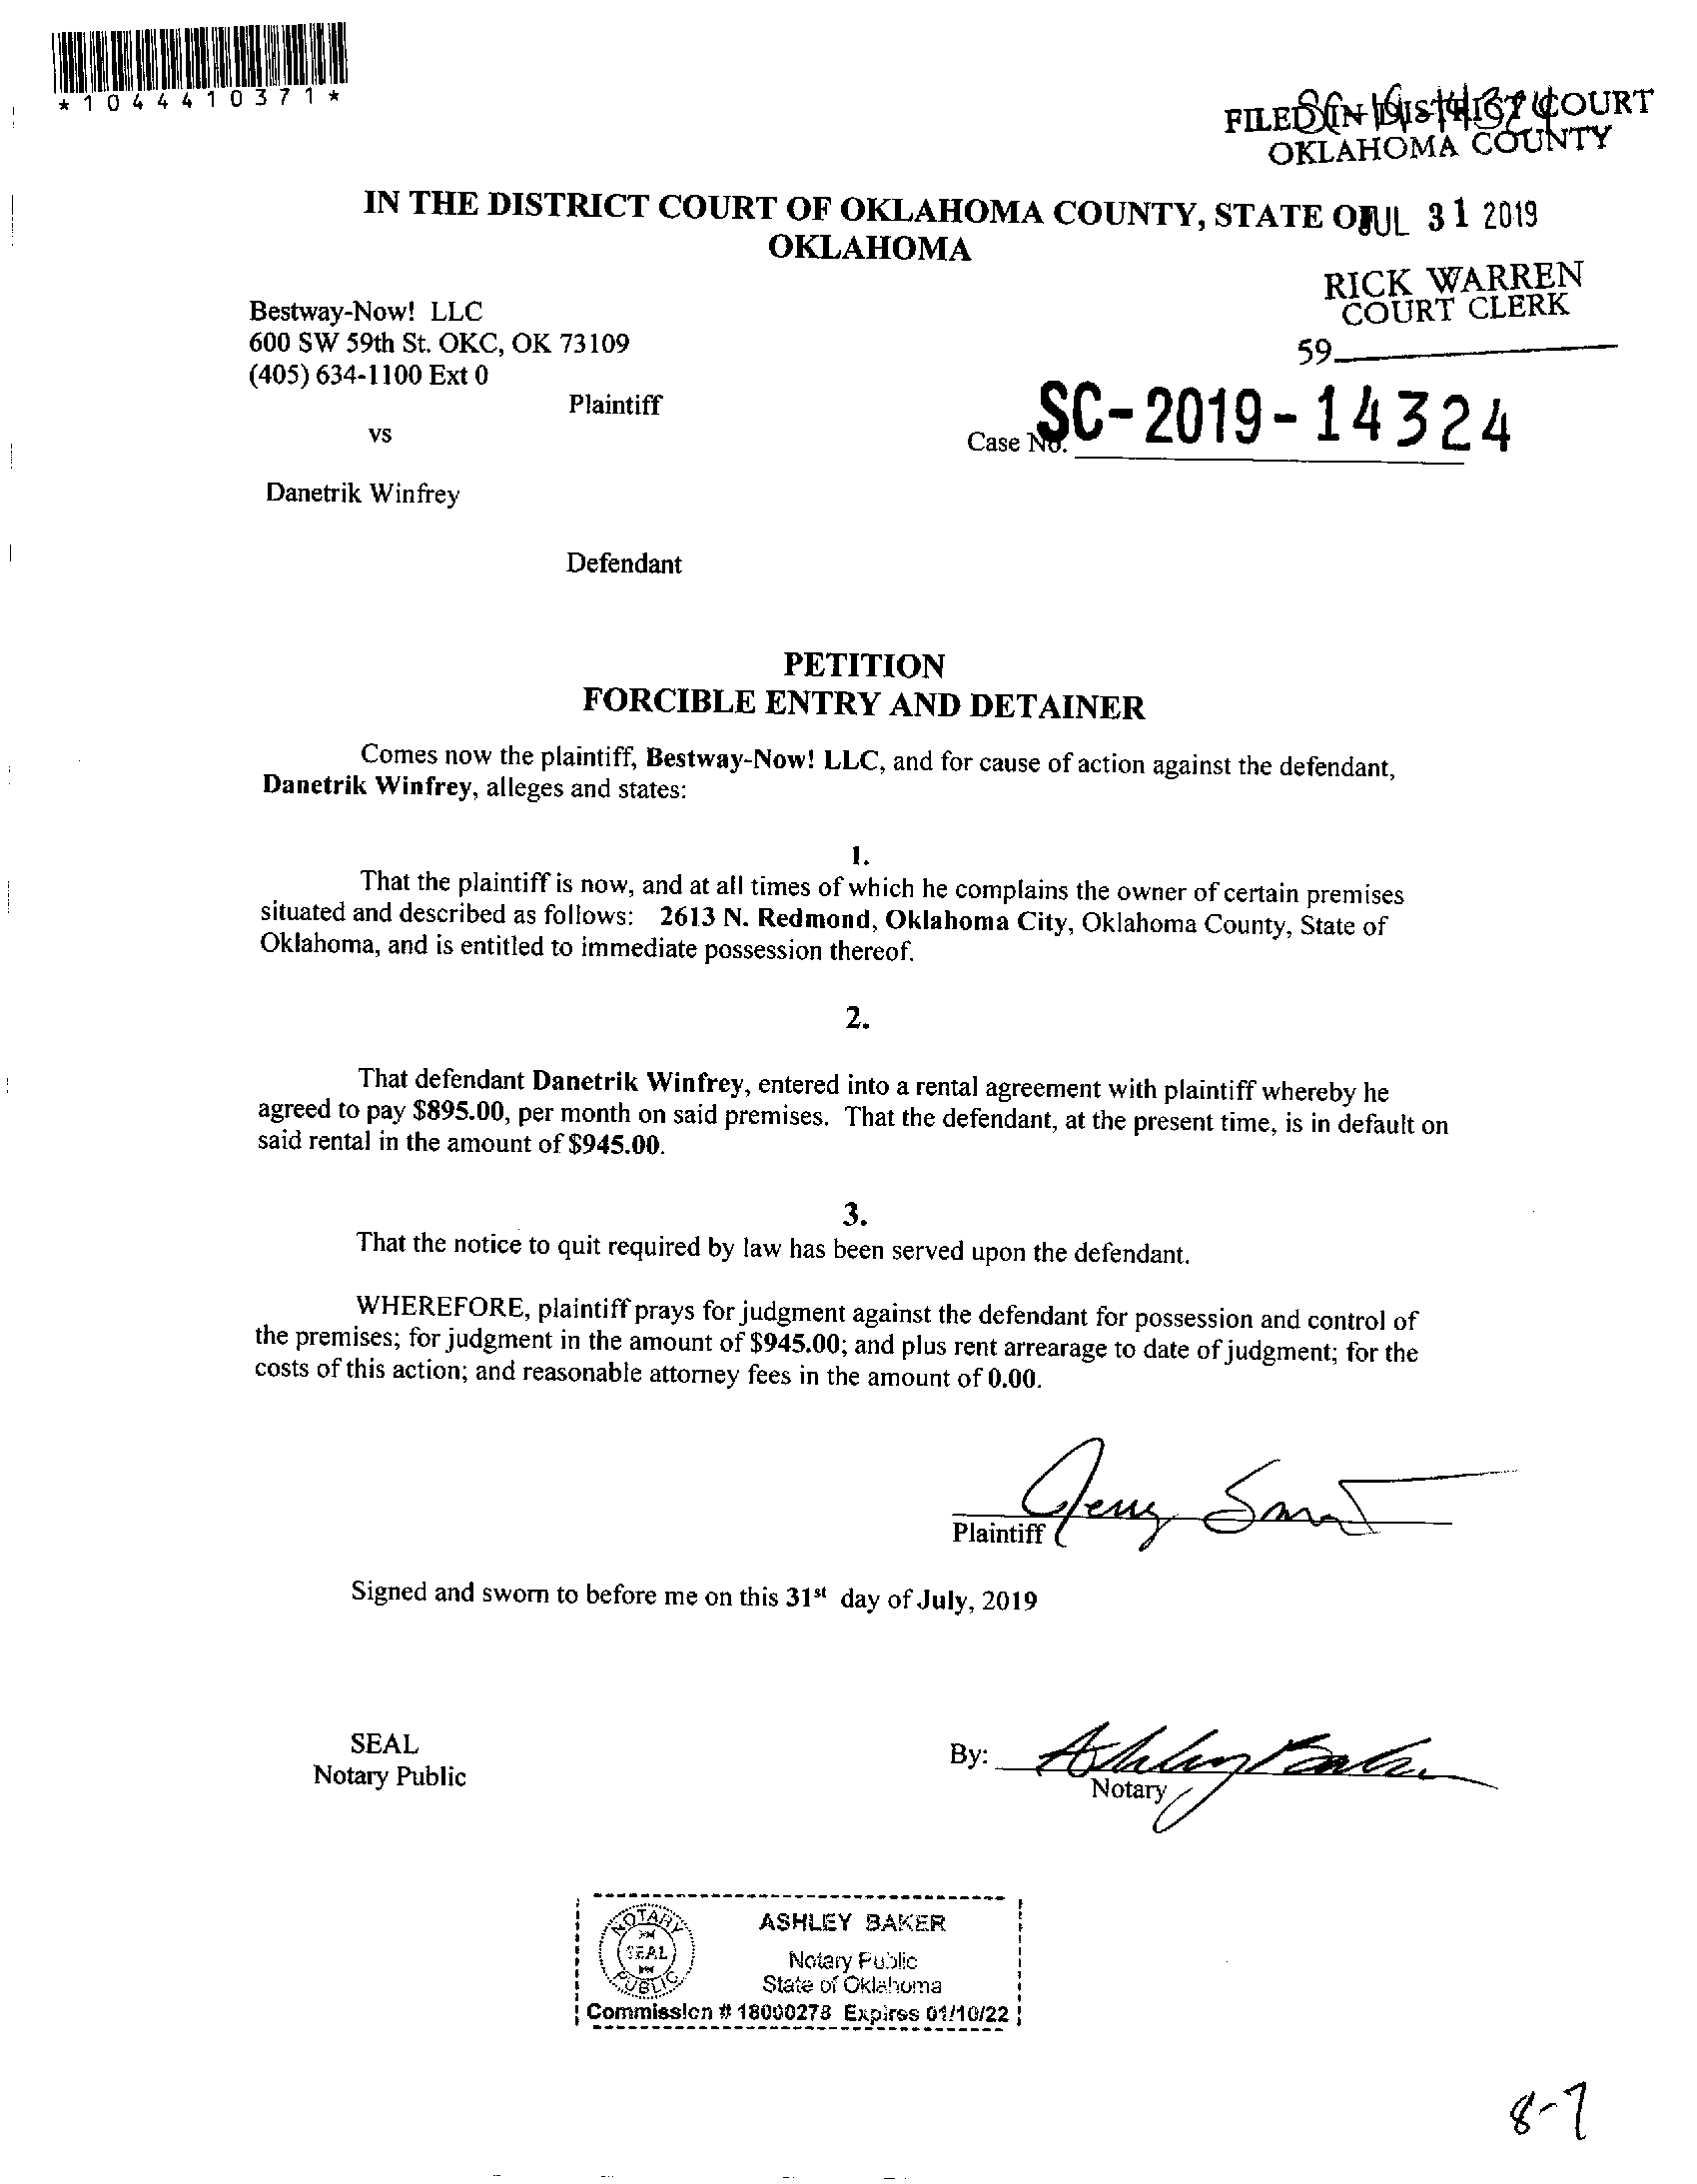 *1044410371*
SC-19-14324
FILED IN DISTRICT COURT
OKLAHOMA COUNTY
IN THE DISTRICT COURT OF OKLAHOMA COUNTY, STATE OF
OKLAHOMA
JUL 31 2019
RICK WARREN
COURT CLERK
59
Bestway-Now! LLC
600 SW 59th St. OKC, OK 73109
(405) 634-1100 Ext 0
Plaintiff
vs
Case No. SC-2019-14324
Danetrik Winfrey
Defendant
PETITION
FORCIBLE ENTRY AND DETAINER
Comes now the plaintiff, Bestway-Now! LLC, and for cause of action against the defendant,
Danetrik Winfrey, alleges and states:
1.
That the plaintiff is now, and at all times of which he complains the owner of certain premises
situated and described as follows: 2613 N. Redmond, Oklahoma City, Oklahoma County, State of
Oklahoma, and is entitled to immediate possession thereof.
2.
That defendant Danetrik Winfrey, entered into a rental agreement with plaintiff whereby he
agreed to pay $895.00, per month on said premises. That the defendant, at the present time, is in default on
said rental in the amount of $945.00.
3.
That the notice to quit required by law has been served upon the defendant.
WHEREFORE, plaintiff prays for judgment against the defendant for possession and control of
the premises; for judgment in the amount of $945.00; and plus rent arrearage to date of judgment; for the
costs of this action; and reasonable attorney fees in the amount of 0.00.
Jerry
Plaintiff
Signed and sworn to before me on this 31st day of July, 2019
SEAL
Notary Public
By: Ashley Baker
Notary
NOTARY
SEAL
PUBLIC
ASHLEY BAKER
Notary Public
State of Oklahoma
Commission # 18000278 Expires 01/10/22
8-7